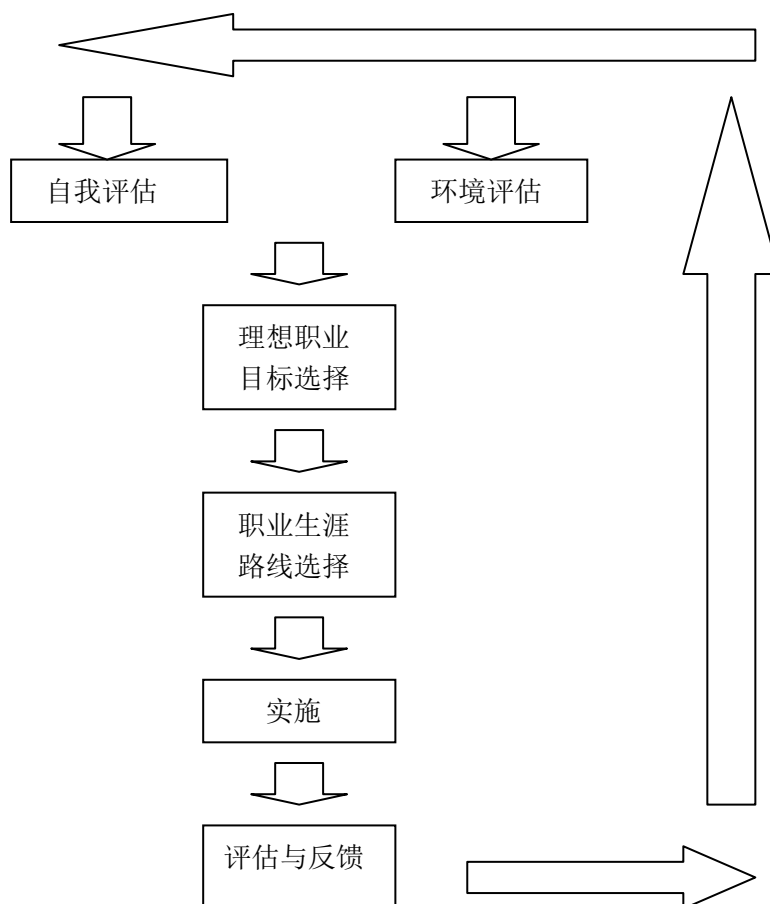 自我评估
环境评估
理想职业
目标选择
职业生涯
路线选择
实施
评估与反馈